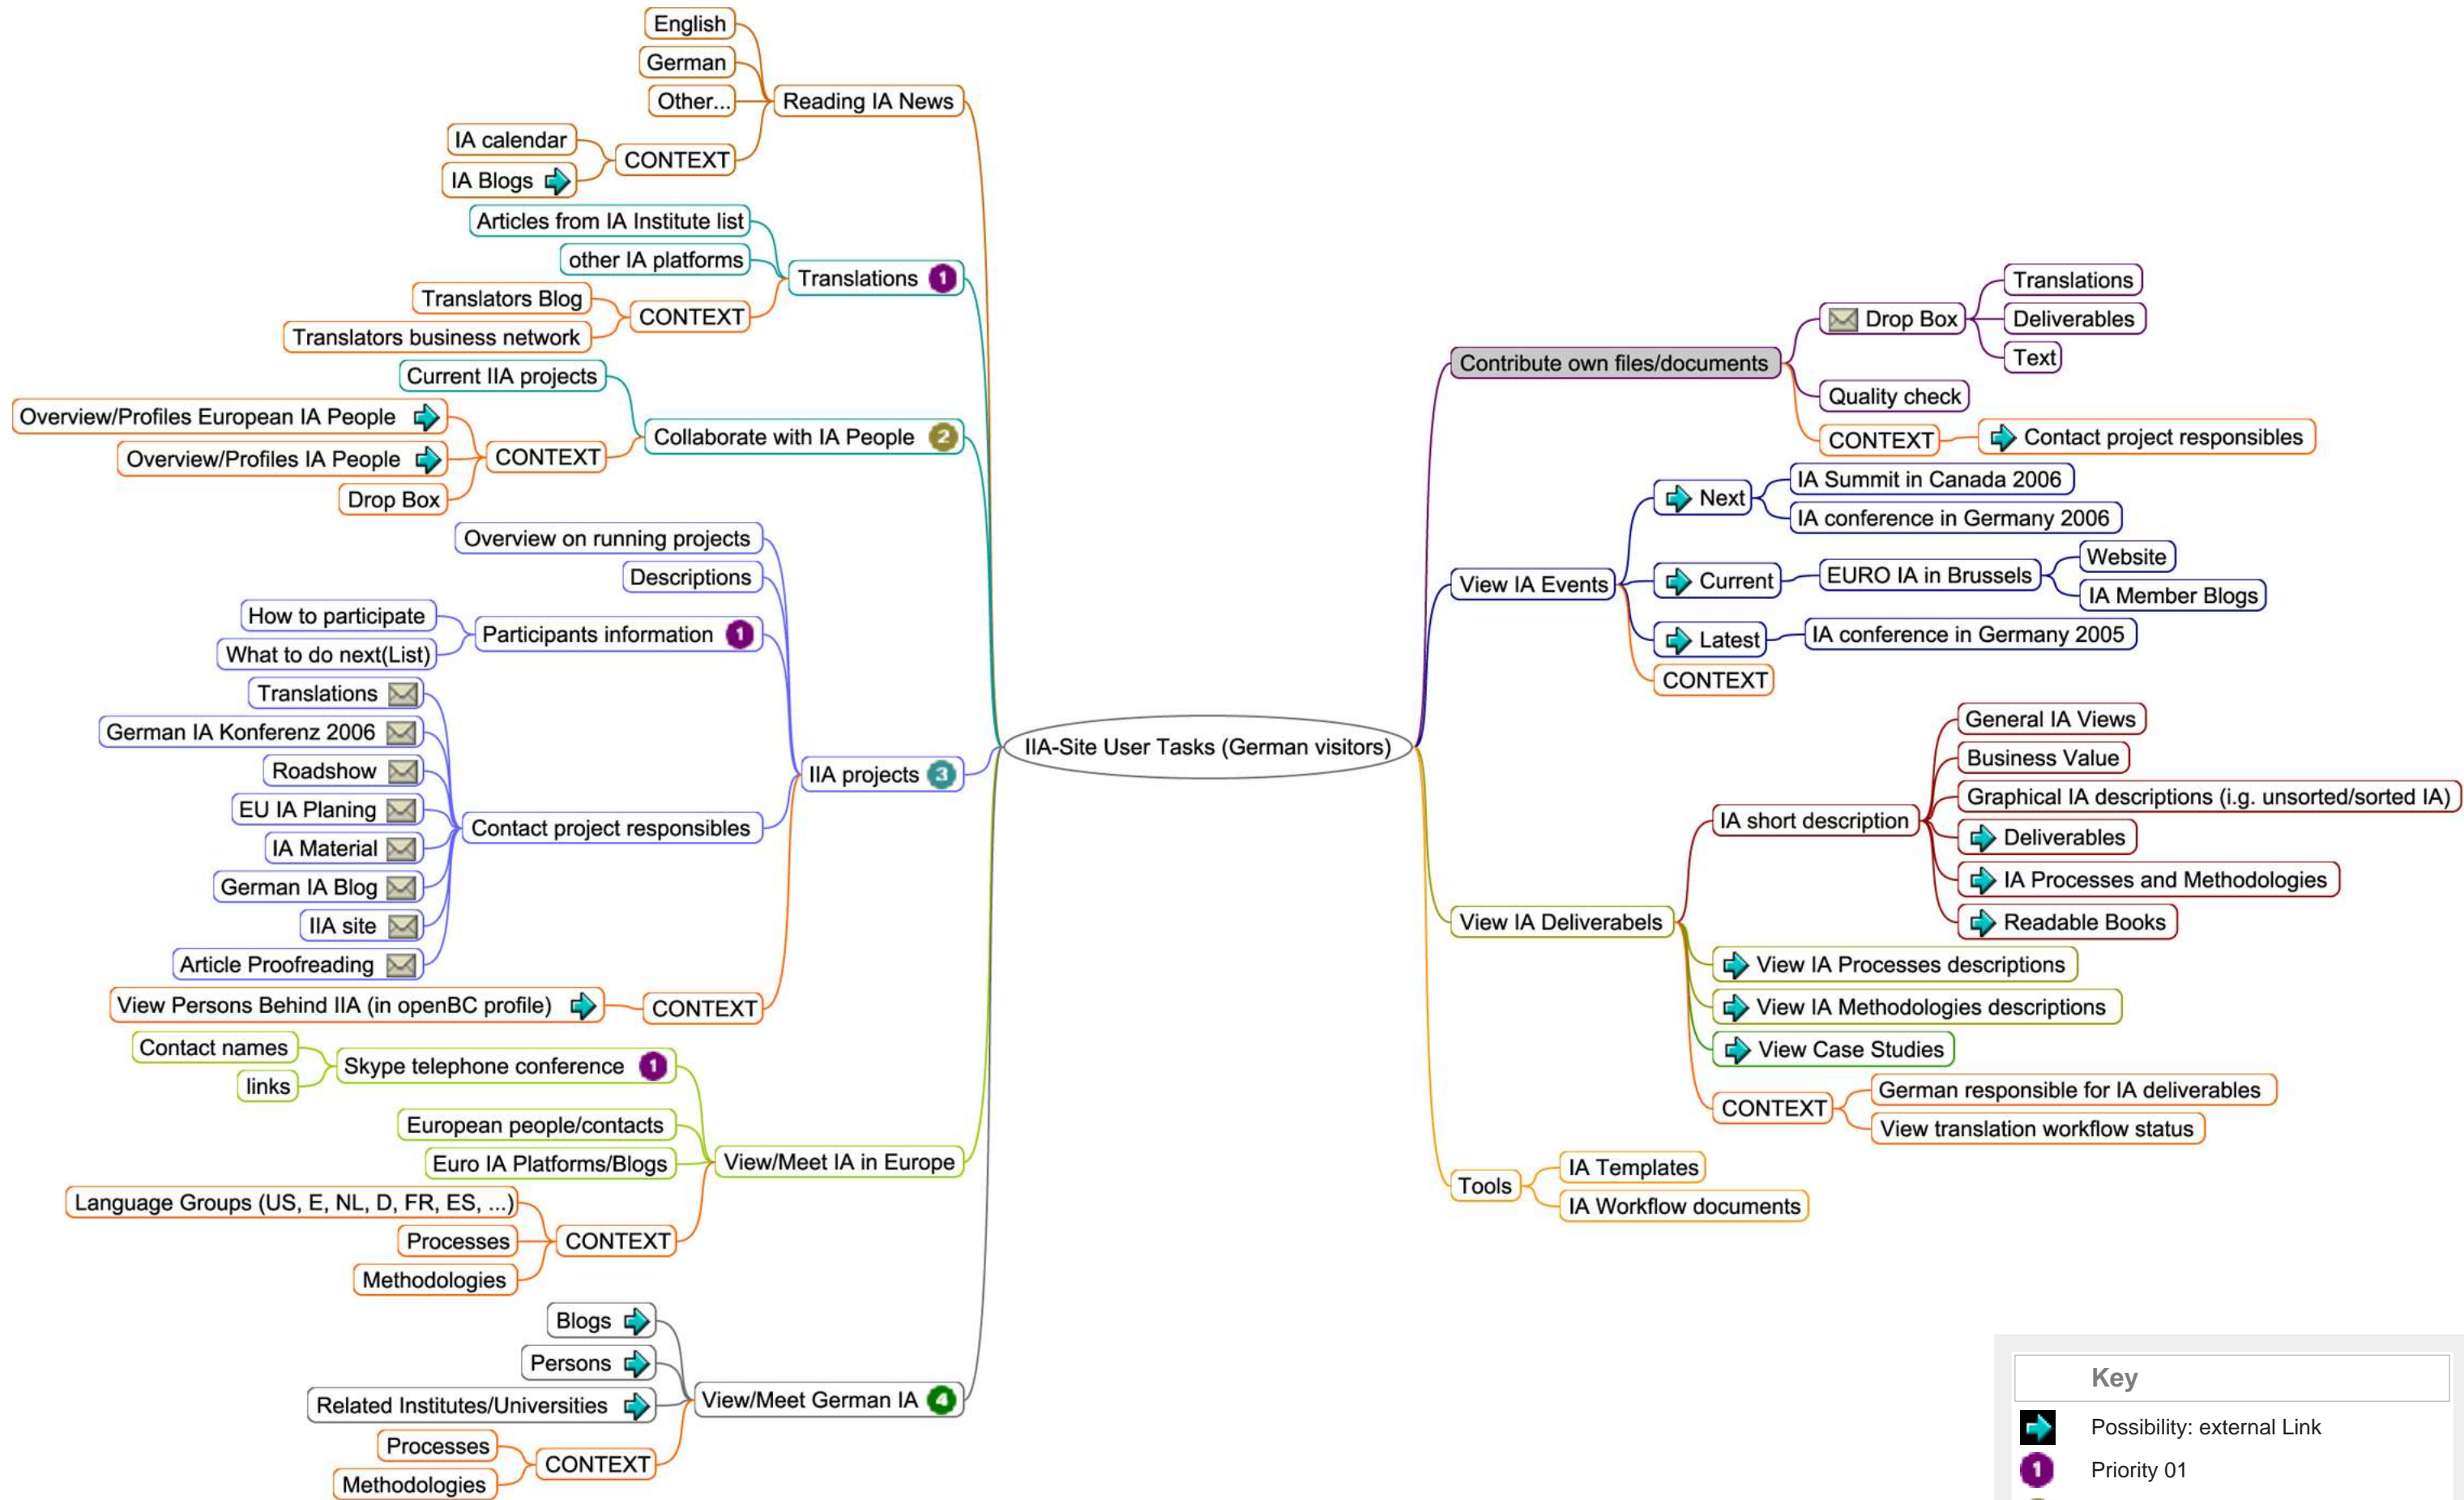 English
German
Other...
Reading IA News
IA calendar
CONTEXT
IA Blogs
Articles from IA Institute list
other IA platforms
Translations 1
Translators Blog
CONTEXT
Translators business network
Current IIA projects
Overview/Profiles European IA People
Collaborate with IA People 2
Overview/Profiles IA People
CONTEXT
Drop Box
Overview on running projects
Descriptions
How to participate
Participants information 1
What to do next(List)
Translations
German IA Konferenz 2006
Roadshow
IIA projects 3
EU IA Planing
Contact project responsibles
IA Material
German IA Blog
IIA site
Article Proofreading
View Persons Behind IIA (in openBC profile)
CONTEXT
Contact names
Skype telephone conference 1
links
European people/contacts
Euro IA Platforms/Blogs
View/Meet IA in Europe
Language Groups (US, E, NL, D, FR, ES, ...)
Processes
CONTEXT
Methodologies
Blogs
Persons
Related Institutes/Universities
View/Meet German IA 4
Processes
CONTEXT
Methodologies
IIA-Site User Tasks (German visitors)
Contribute own files/documents
Drop Box
Translations
Deliverables
Text
Quality check
CONTEXT
Contact project responsibles
View IA Events
Next
IA Summit in Canada 2006
IA conference in Germany 2006
Current
EURO IA in Brussels
Website
IA Member Blogs
Latest
IA conference in Germany 2005
CONTEXT
View IA Deliverabels
IA short description
General IA Views
Business Value
Graphical IA descriptions (i.g. unsorted/sorted IA)
Deliverables
IA Processes and Methodologies
Readable Books
View IA Processes descriptions
View IA Methodologies descriptions
View Case Studies
CONTEXT
German responsible for IA deliverables
View translation workflow status
Tools
IA Templates
IA Workflow documents
Key
Possibility: external Link
1 Priority 01